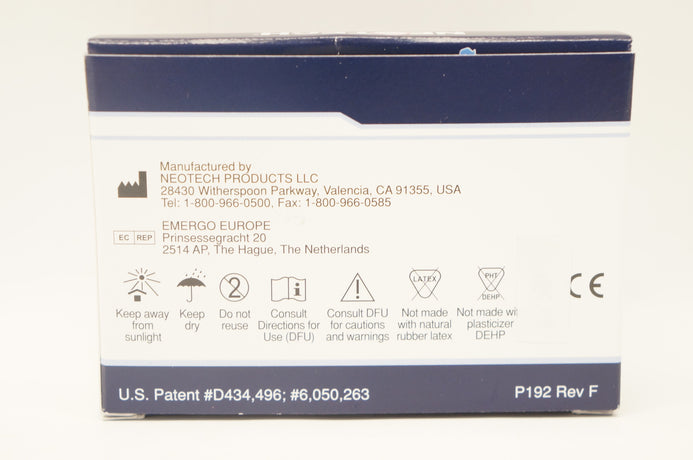 Manufactured by
NEOTECH PRODUCTS LLC
28430 Witherspoon Parkway, Valencia, CA 91355, USA
Tel: 1-800-966-0500, Fax: 1-800-966-0585
EC REP
EMERGO EUROPE
Prinsessegracht 20
2514 AP, The Hague, The Netherlands
2
i
LATEX
PHT
DEHP
CE
Keep away
from
sunlight
Keep
dry
Do not
reuse
Consult
Directions for
Use (DFU)
Consult DFU
for cautions
and warnings
Not made
with natural
rubber latex
Not made wi
plasticizer
DEHP
U.S. Patent #D434,496; #6,050,263
P192 Rev F